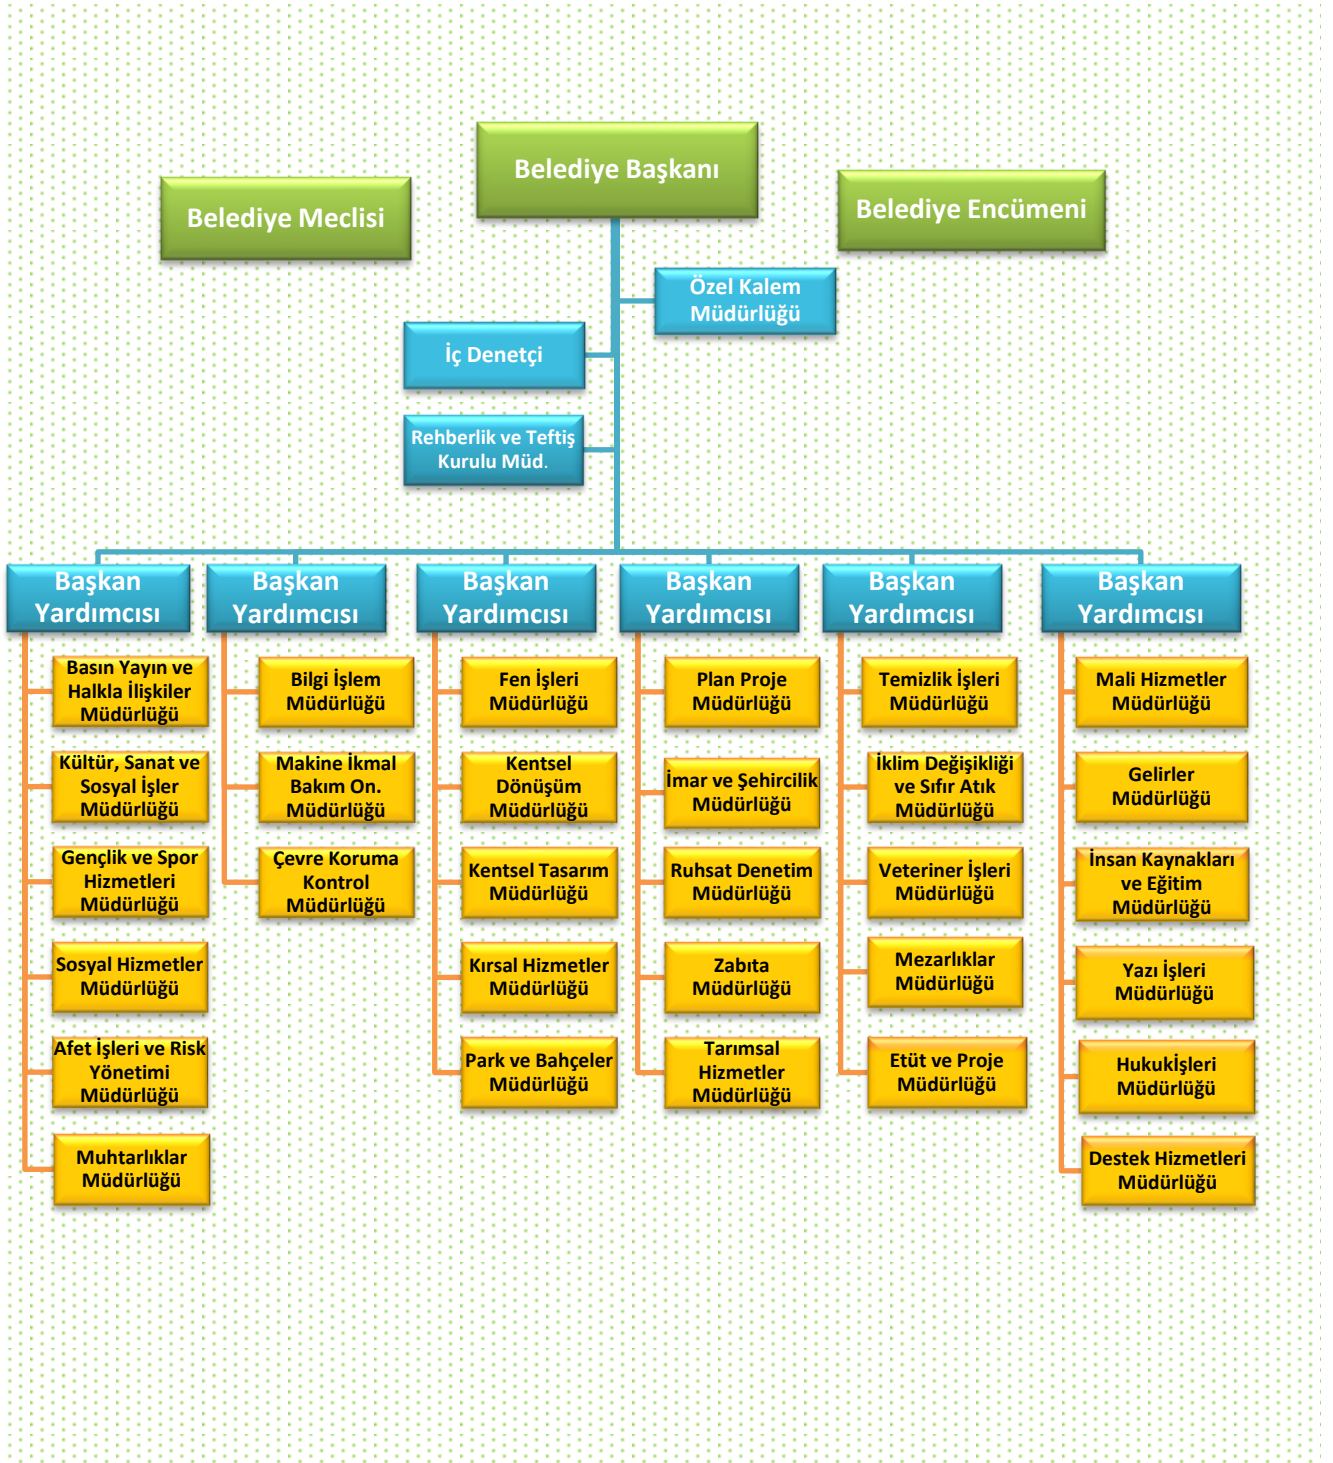 Belediye Başkanı
Belediye Meclisi
Belediye Encümeni
Özel Kalem
Müdürlüğü
İç Denetçi
Rehberlik ve Teftiş
Kurulu Müd.
Başkan
Yardımcısı
Basın Yayın ve
Halkla İlişkiler
Müdürlüğü
Kültür, Sanat ve
Sosyal İşler
Müdürlüğü
Gençlik ve Spor
Hizmetleri
Müdürlüğü
Sosyal Hizmetler
Müdürlüğü
Afet İşleri ve Risk
Yönetimi
Müdürlüğü
Muhtarlıklar
Müdürlüğü
Başkan
Yardımcısı
Bilgi İşlem
Müdürlüğü
Makine İkmal
Bakım On.
Müdürlüğü
Çevre Koruma
Kontrol
Müdürlüğü
Başkan
Yardımcısı
Fen İşleri
Müdürlüğü
Kentsel
Dönüşüm
Müdürlüğü
Kentsel Tasarım
Müdürlüğü
Kırsal Hizmetler
Müdürlüğü
Park ve Bahçeler
Müdürlüğü
Başkan
Yardımcısı
Plan Proje
Müdürlüğü
İmar ve Şehircilik
Müdürlüğü
Ruhsat Denetim
Müdürlüğü
Zabıta
Müdürlüğü
Tarımsal
Hizmetler
Müdürlüğü
Başkan
Yardımcısı
Temizlik İşleri
Müdürlüğü
İklim Değişikliği
ve Sıfır Atık
Müdürlüğü
Veteriner İşleri
Müdürlüğü
Mezarlıklar
Müdürlüğü
Etüt ve Proje
Müdürlüğü
Başkan
Yardımcısı
Mali Hizmetler
Müdürlüğü
Gelirler
Müdürlüğü
İnsan Kaynakları
ve Eğitim
Müdürlüğü
Yazı İşleri
Müdürlüğü
Hukukİşleri
Müdürlüğü
Destek Hizmetleri
Müdürlüğü